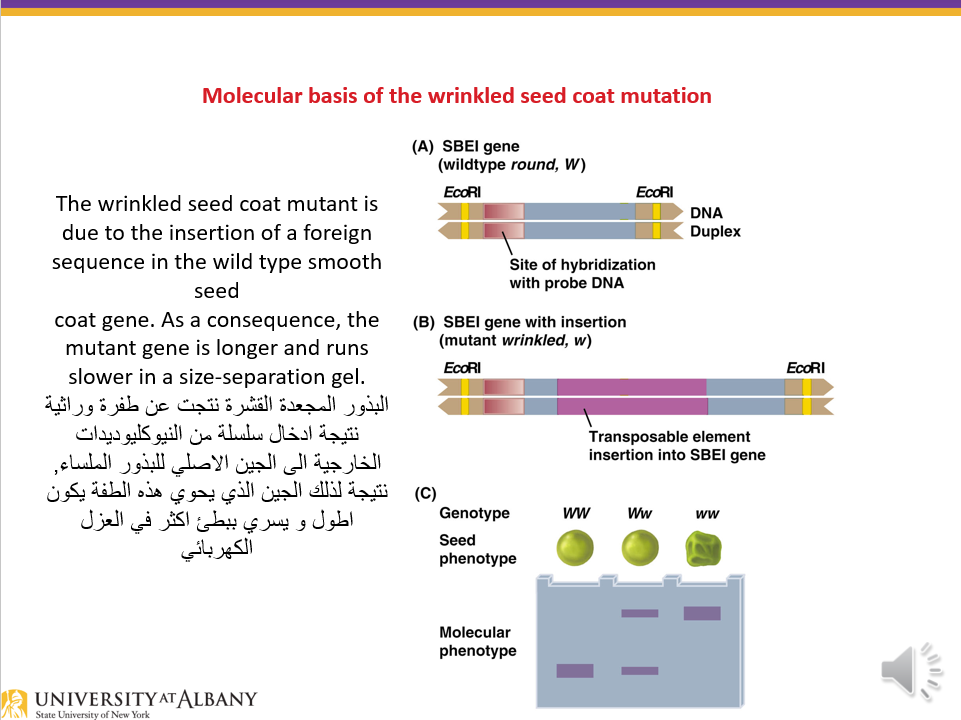 Molecular basis of the wrinkled seed coat mutation
The wrinkled seed coat mutant is
due to the insertion of a foreign
sequence in the wild type smooth
seed
coat gene. As a consequence, the
mutant gene is longer and runs
slower in a size-separation gel.
البذور المجعدة القشرة نتجت عن طفرة وراثية
نتيجة ادخال سلسلة من النيوكليوديدات
الخارجية الى الجين الاصلي للبذور الملساء,
نتيجة لذلك الجين الذي يحوي هذه الطفة يكون
اطول و يسري ببطئ اكثر في العزل
الكهربائي
(A) SBEI gene
(wildtype round, W)
EcoRI EcoRI
DNA
Duplex
Site of hybridization
with probe DNA
(B) SBEI gene with insertion
(mutant wrinkled, w)
EcoRI EcoRI
Transposable element
insertion into SBEI gene
(C)
Genotype WW Ww ww
Seed
phenotype
Molecular
phenotype
UNIVERSITY AT ALBANY
State University of New York